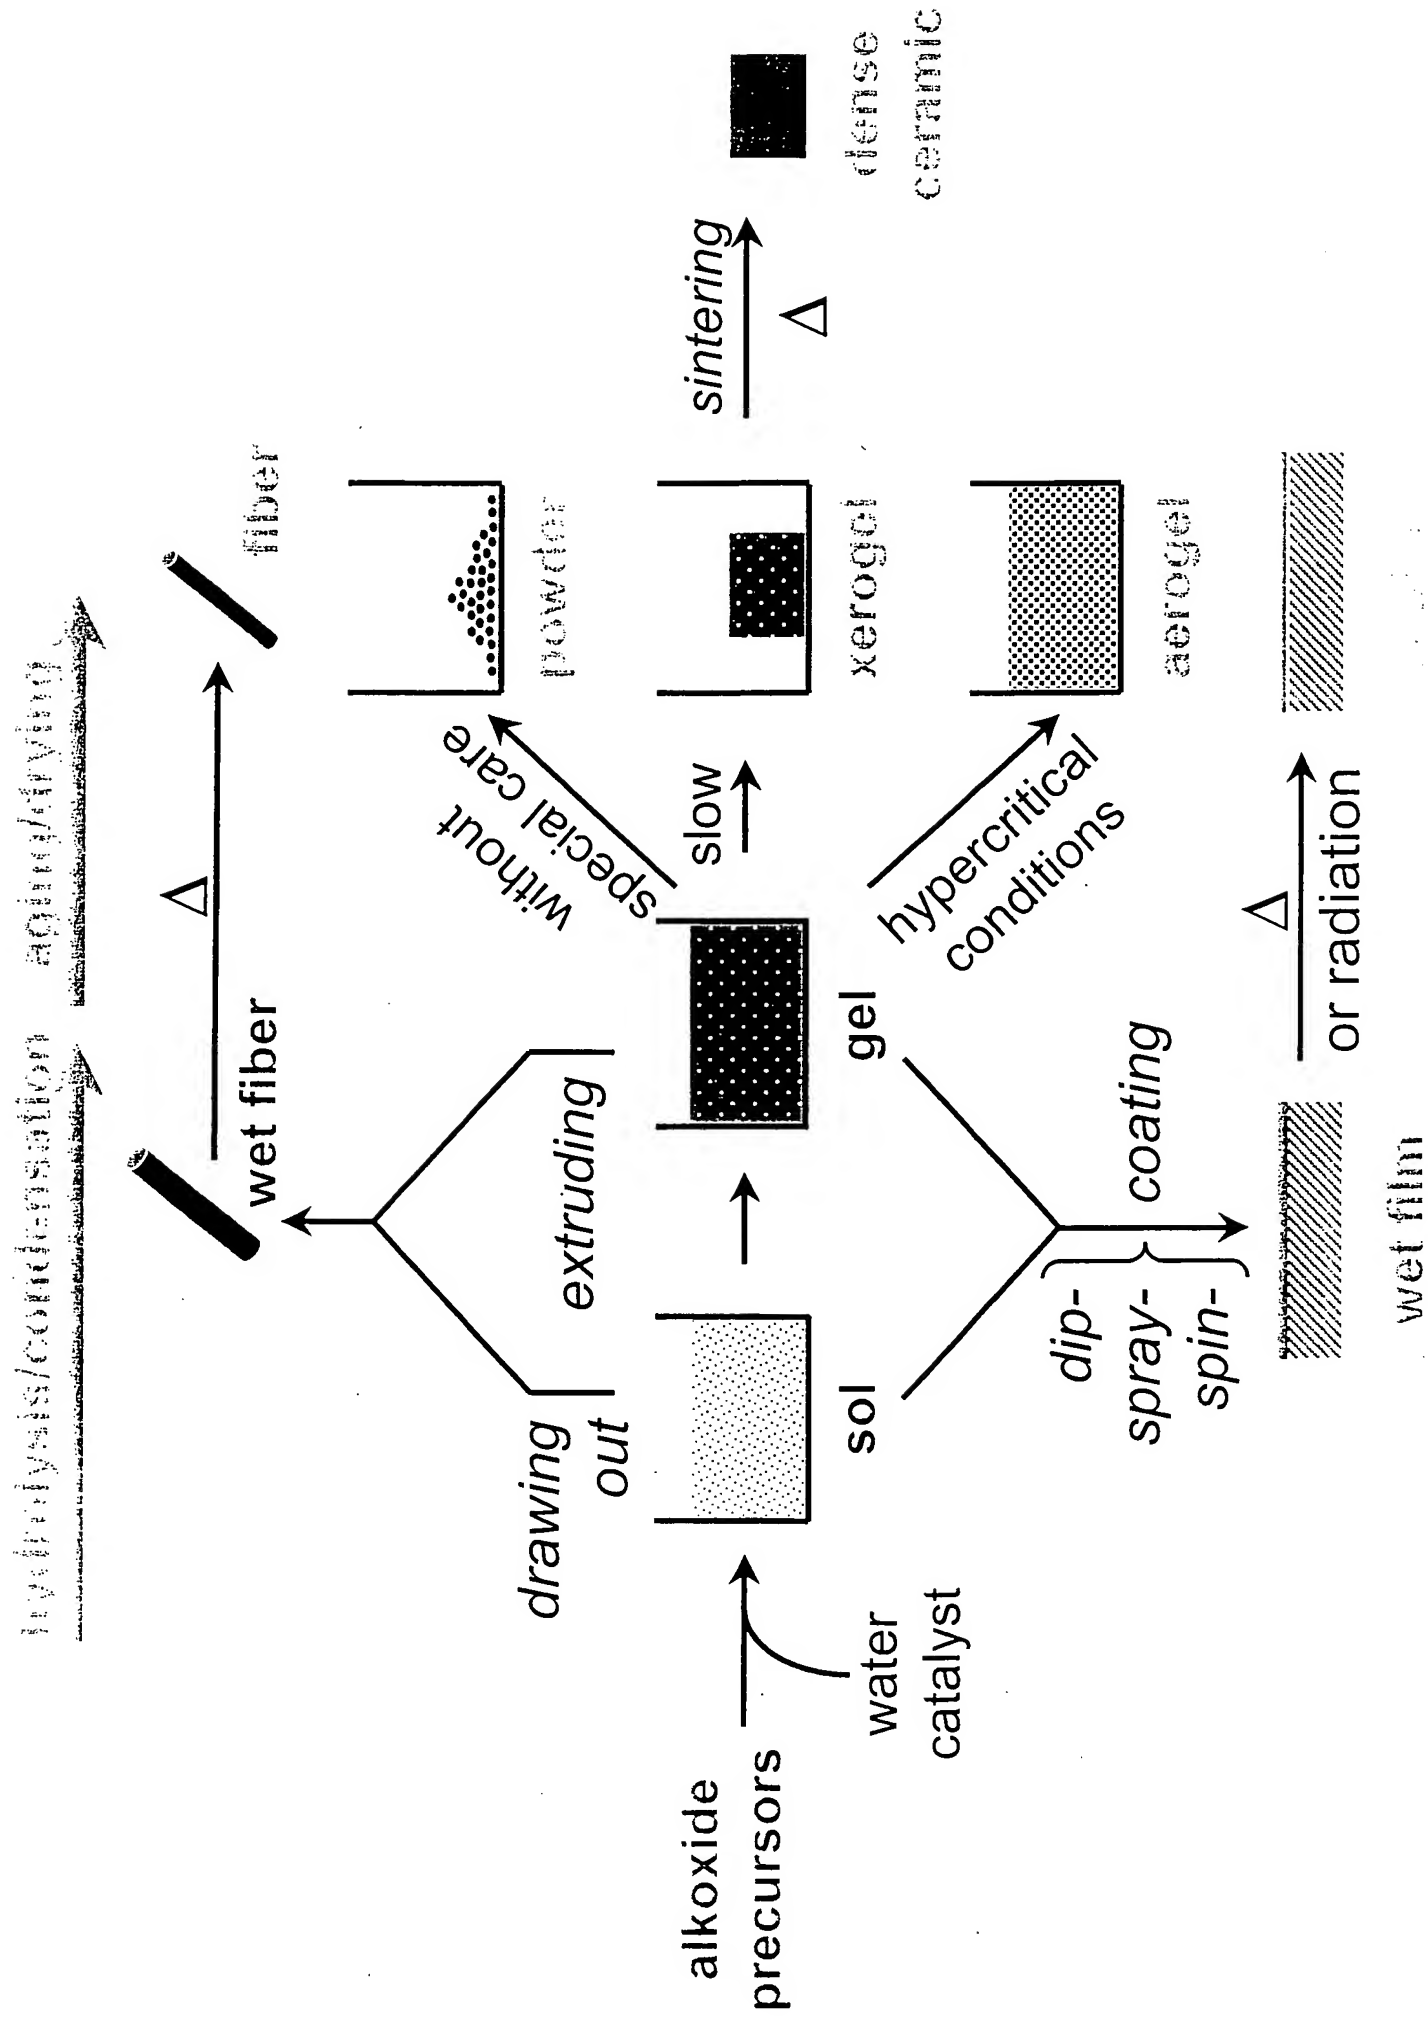 hydrolysis/condensation
aging/drying
wet fiber
Δ
fiber
drawing
out
extruding
without
special care
powder
alkoxide
precursors
water
catalyst
sol
gel
slow
xerogel
sintering
Δ
dense
ceramic
hypercritical
conditions
aerogel
dip-
spray-
spin-
coating
wet film
Δ
or radiation